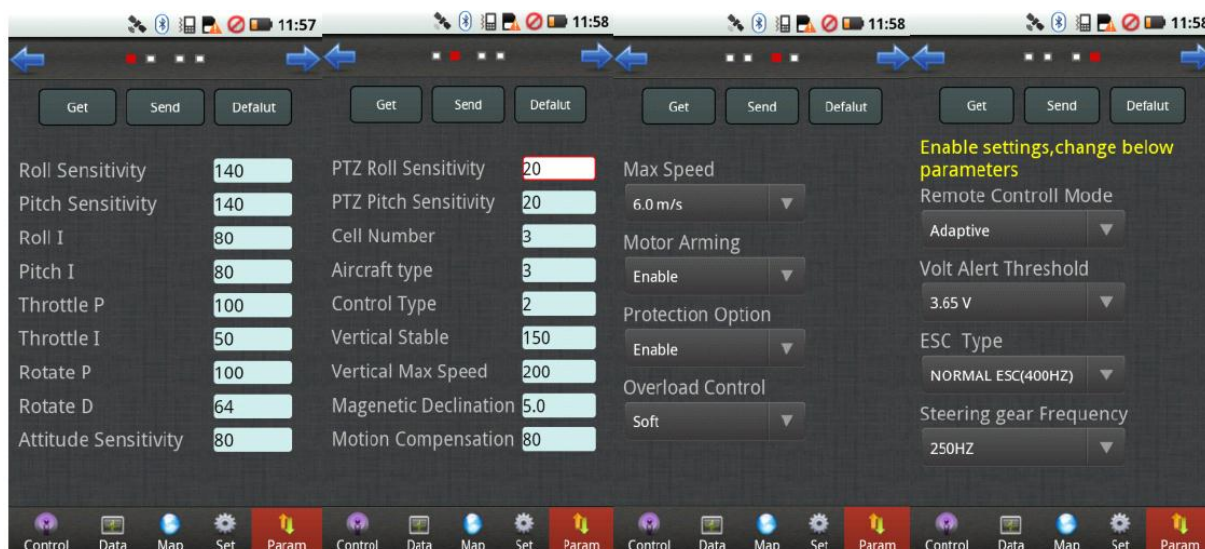 11:57
Get Send Defalut
Roll Sensitivity 140
Pitch Sensitivity 140
Roll I 80
Pitch I 80
Throttle P 100
Throttle I 50
Rotate P 100
Rotate D 64
Attitude Sensitivity 80
Control Data Map Set Param
11:58
Get Send Defalut
PTZ Roll Sensitivity 20
PTZ Pitch Sensitivity 20
Cell Number 3
Aircraft type 3
Control Type 2
Vertical Stable 150
Vertical Max Speed 200
Magenetic Declination 5.0
Motion Compensation 80
Control Data Map Set Param
11:58
Get Send Defalut
Max Speed
6.0 m/s
Motor Arming
Enable
Protection Option
Enable
Overload Control
Soft
Control Data Map Set Param
11:58
Get Send Defalut
Enable settings,change below
parameters
Remote Controll Mode
Adaptive
Volt Alert Threshold
3.65 V
ESC Type
NORMAL ESC(400HZ)
Steering gear Frequency
250HZ
Control Data Map Set Param